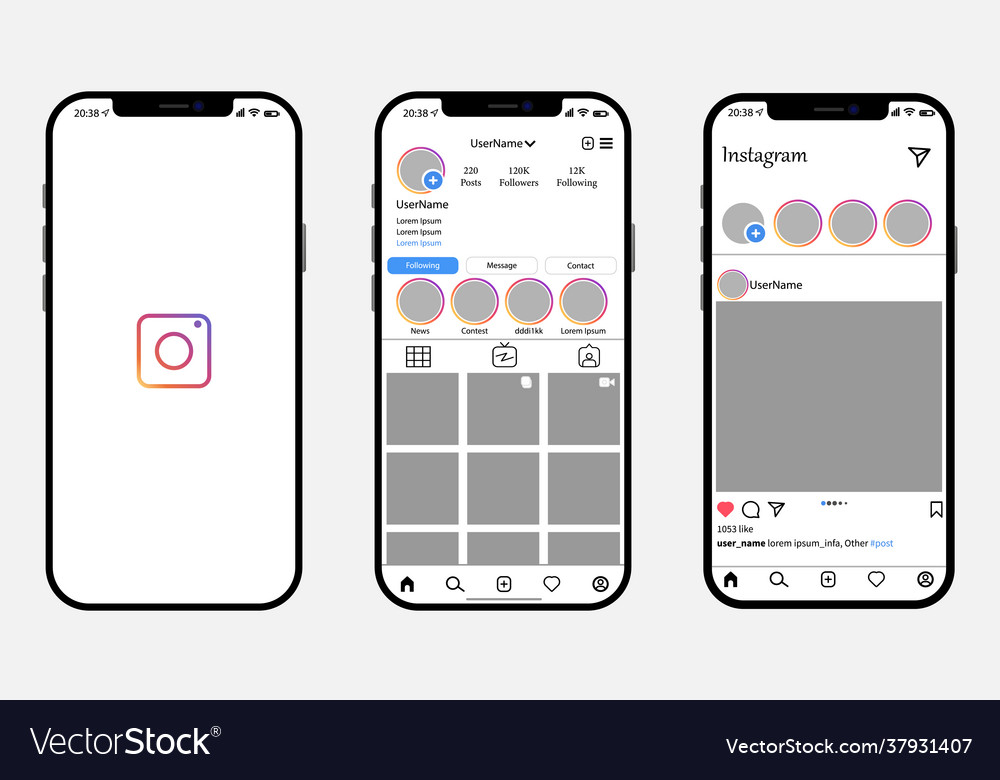 20:38
20:38
UserName
220 120K 12K
Posts Followers Following
UserName
Lorem Ipsum
Lorem Ipsum
Lorem Ipsum
Following Message Contact
News Contest dddi1kk Lorem Ipsum
20:38
Instagram
UserName
1053 like
user_name lorem ipsum_infa, Other #post
VectorStock®
VectorStock.com/37931407